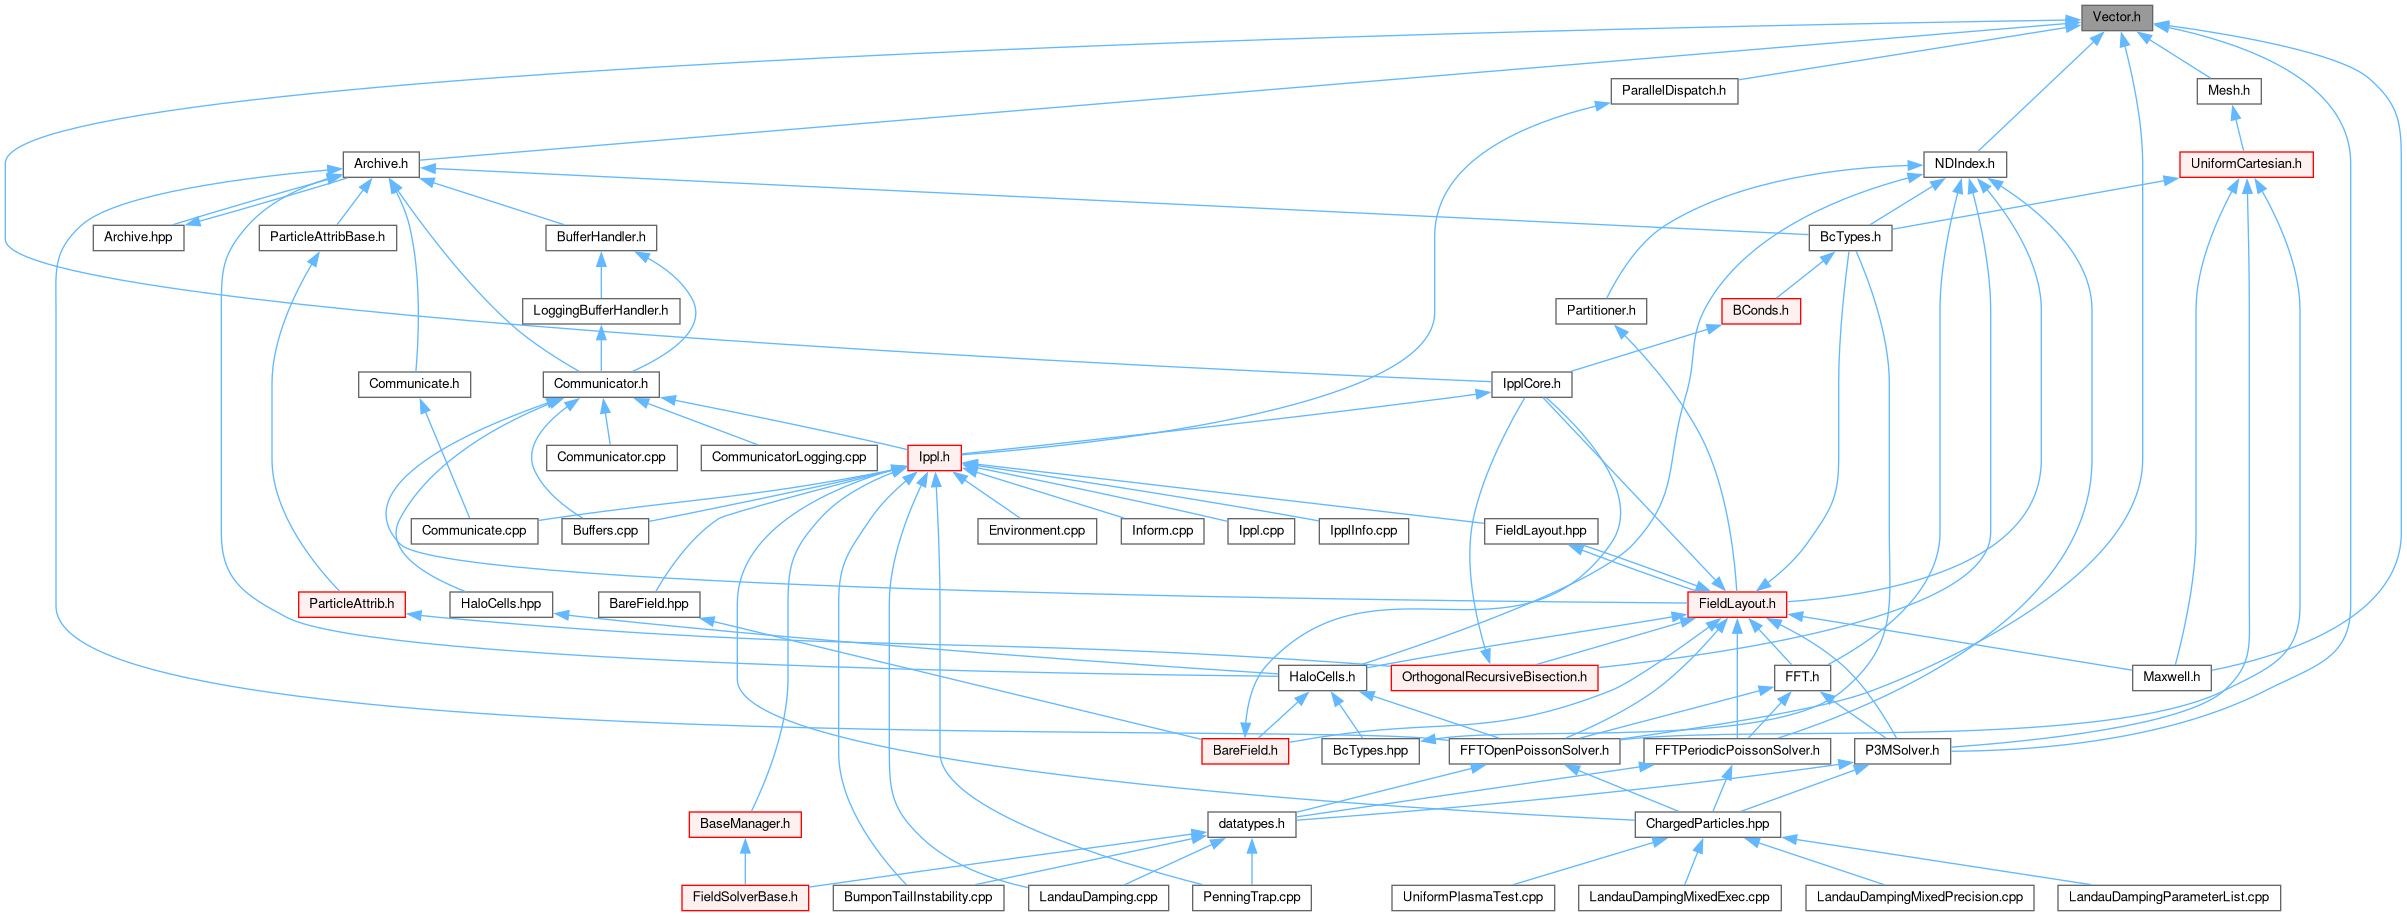 Vector.h
ParallelDispatch.h
Mesh.h
Archive.h
NDIndex.h
UniformCartesian.h
Archive.hpp
ParticleAttribBase.h
BufferHandler.h
BcTypes.h
LoggingBufferHandler.h
Partitioner.h
BConds.h
Communicate.h
Communicator.h
IpplCore.h
Communicator.cpp
CommunicatorLogging.cpp
Ippl.h
Communicate.cpp
Buffers.cpp
Environment.cpp
Inform.cpp
Ippl.cpp
IpplInfo.cpp
FieldLayout.hpp
ParticleAttrib.h
HaloCells.hpp
BareField.hpp
FieldLayout.h
HaloCells.h
OrthogonalRecursiveBisection.h
FFT.h
Maxwell.h
BareField.h
BcTypes.hpp
FFTOpenPoissonSolver.h
FFTPeriodicPoissonSolver.h
P3MSolver.h
BaseManager.h
datatypes.h
ChargedParticles.hpp
FieldSolverBase.h
BumponTailInstability.cpp
LandauDamping.cpp
PenningTrap.cpp
UniformPlasmaTest.cpp
LandauDampingMixedExec.cpp
LandauDampingMixedPrecision.cpp
LandauDampingParameterList.cpp